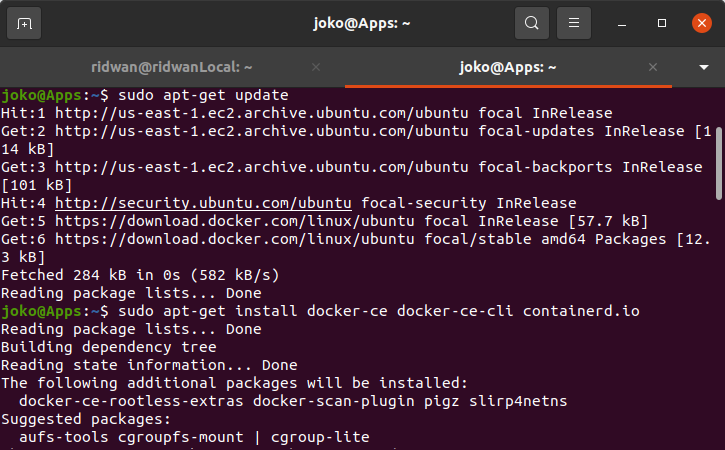 joko@Apps: ~
ridwan@ridwanLocal: ~
joko@Apps: ~
joko@Apps:~$ sudo apt-get update
Hit:1 http://us-east-1.ec2.archive.ubuntu.com/ubuntu focal InRelease
Get:2 http://us-east-1.ec2.archive.ubuntu.com/ubuntu focal-updates InRelease [1
14 kB]
Get:3 http://us-east-1.ec2.archive.ubuntu.com/ubuntu focal-backports InRelease
[101 kB]
Hit:4 http://security.ubuntu.com/ubuntu focal-security InRelease
Get:5 https://download.docker.com/linux/ubuntu focal InRelease [57.7 kB]
Get:6 https://download.docker.com/linux/ubuntu focal/stable amd64 Packages [12.
3 kB]
Fetched 284 kB in 0s (582 kB/s)
Reading package lists... Done
joko@Apps:~$ sudo apt-get install docker-ce docker-ce-cli containerd.io
Reading package lists... Done
Building dependency tree
Reading state information... Done
The following additional packages will be installed:
docker-ce-rootless-extras docker-scan-plugin pigz slirp4netns
Suggested packages:
aufs-tools cgroupfs-mount | cgroup-lite